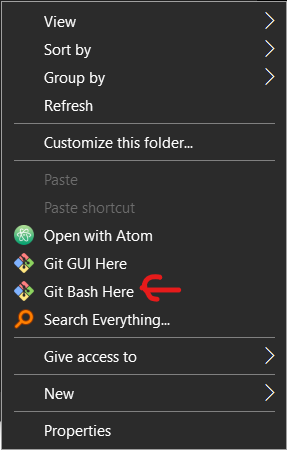 View
Sort by
Group by
Refresh
Customize this folder...
Paste
Paste shortcut
Open with Atom
Git GUI Here
Git Bash Here
Search Everything...
Give access to
New
Properties